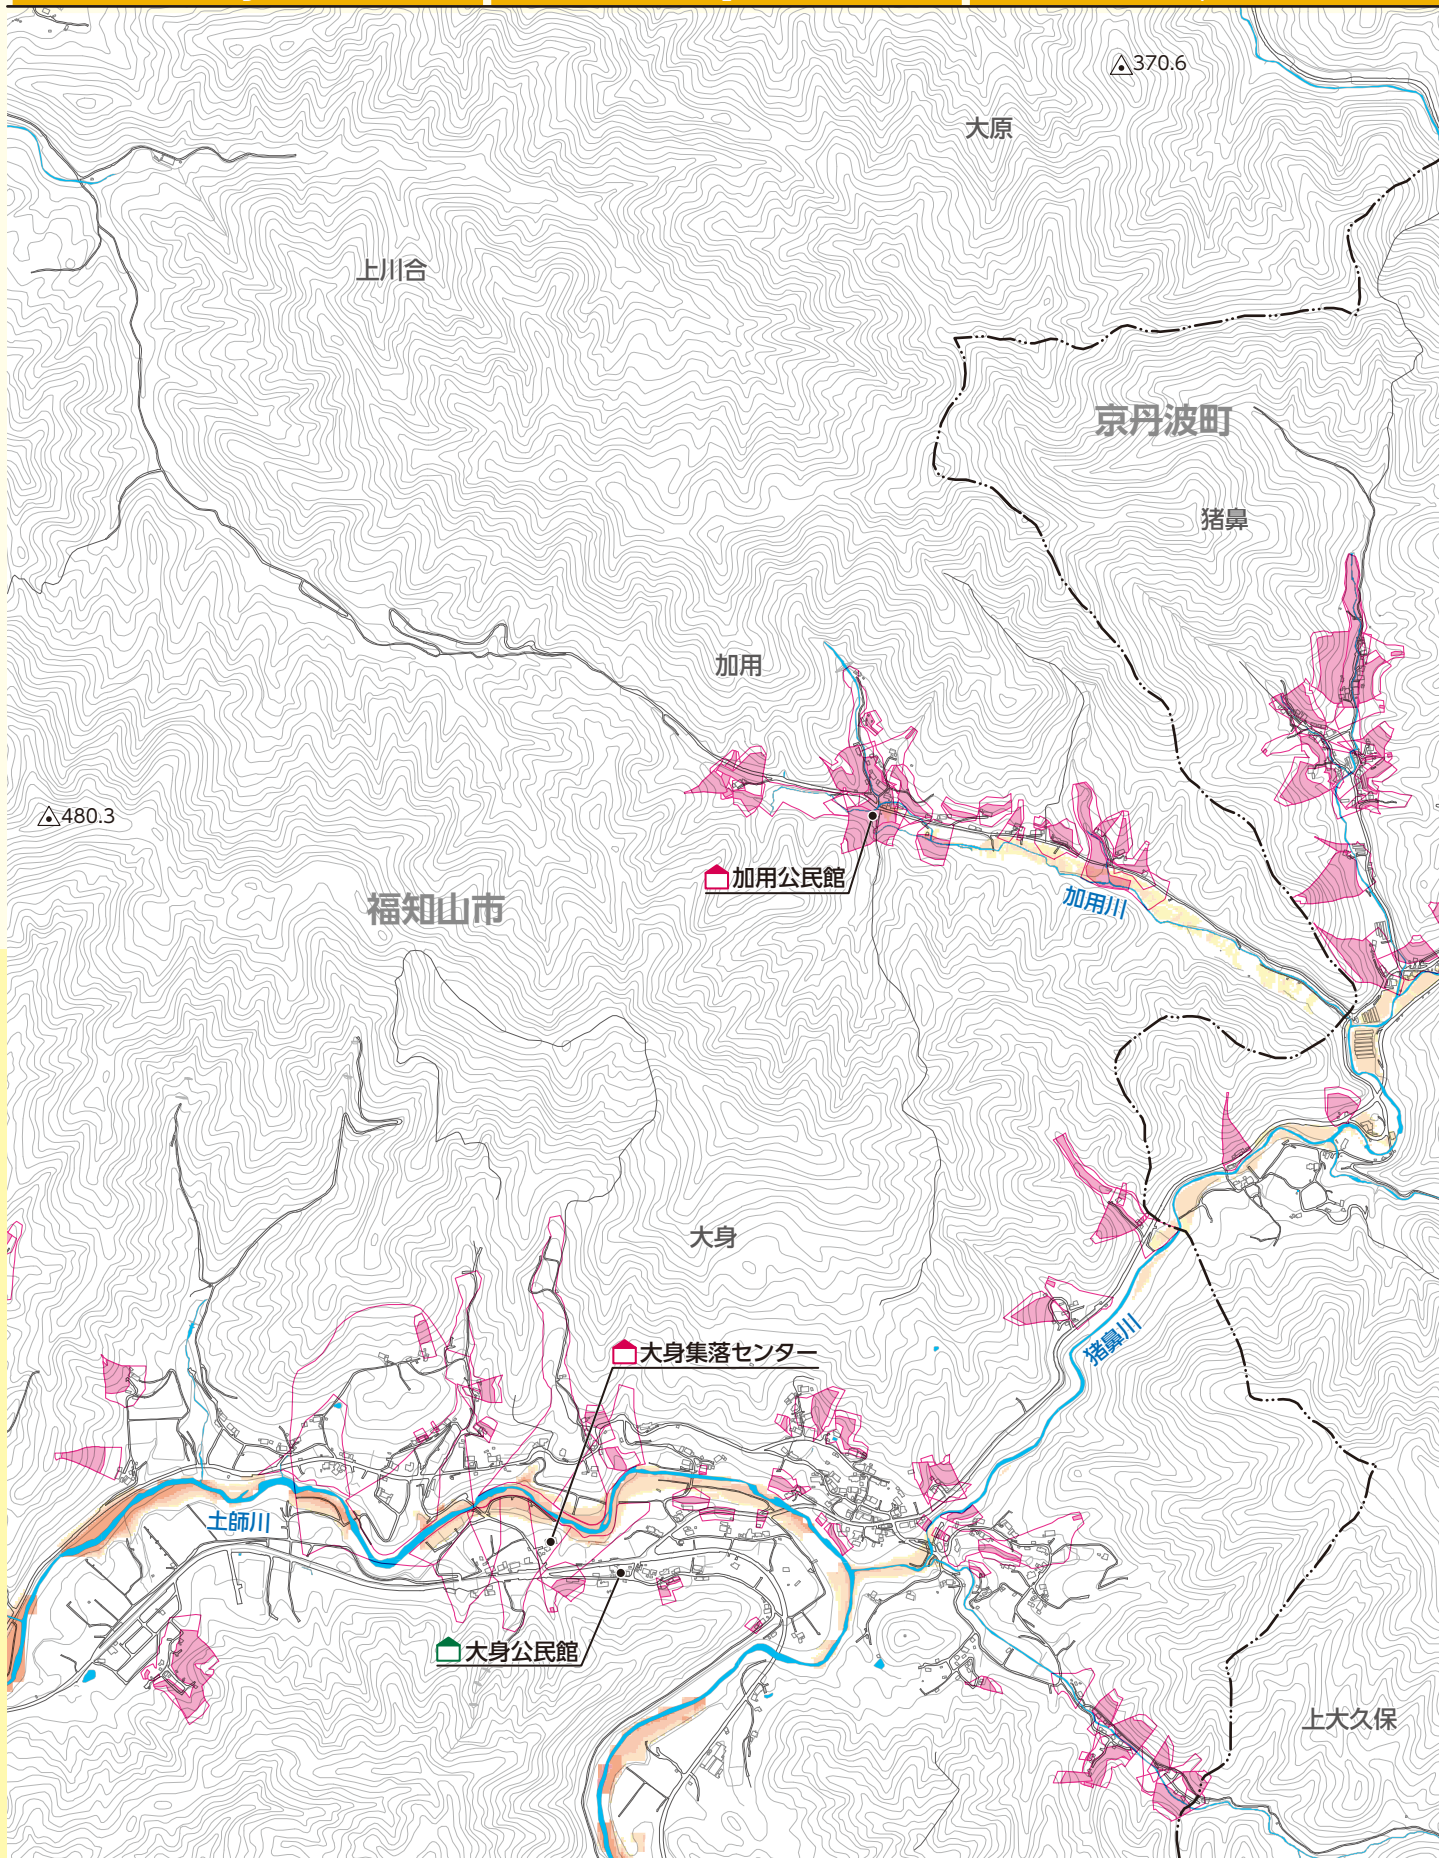 370.6
大原
上川合
京丹波町
猪鼻
加用
480.3
加用公民館
福知山市
加用川
大身
猪鼻川
大身集落センター
土師川
大身公民館
上大久保